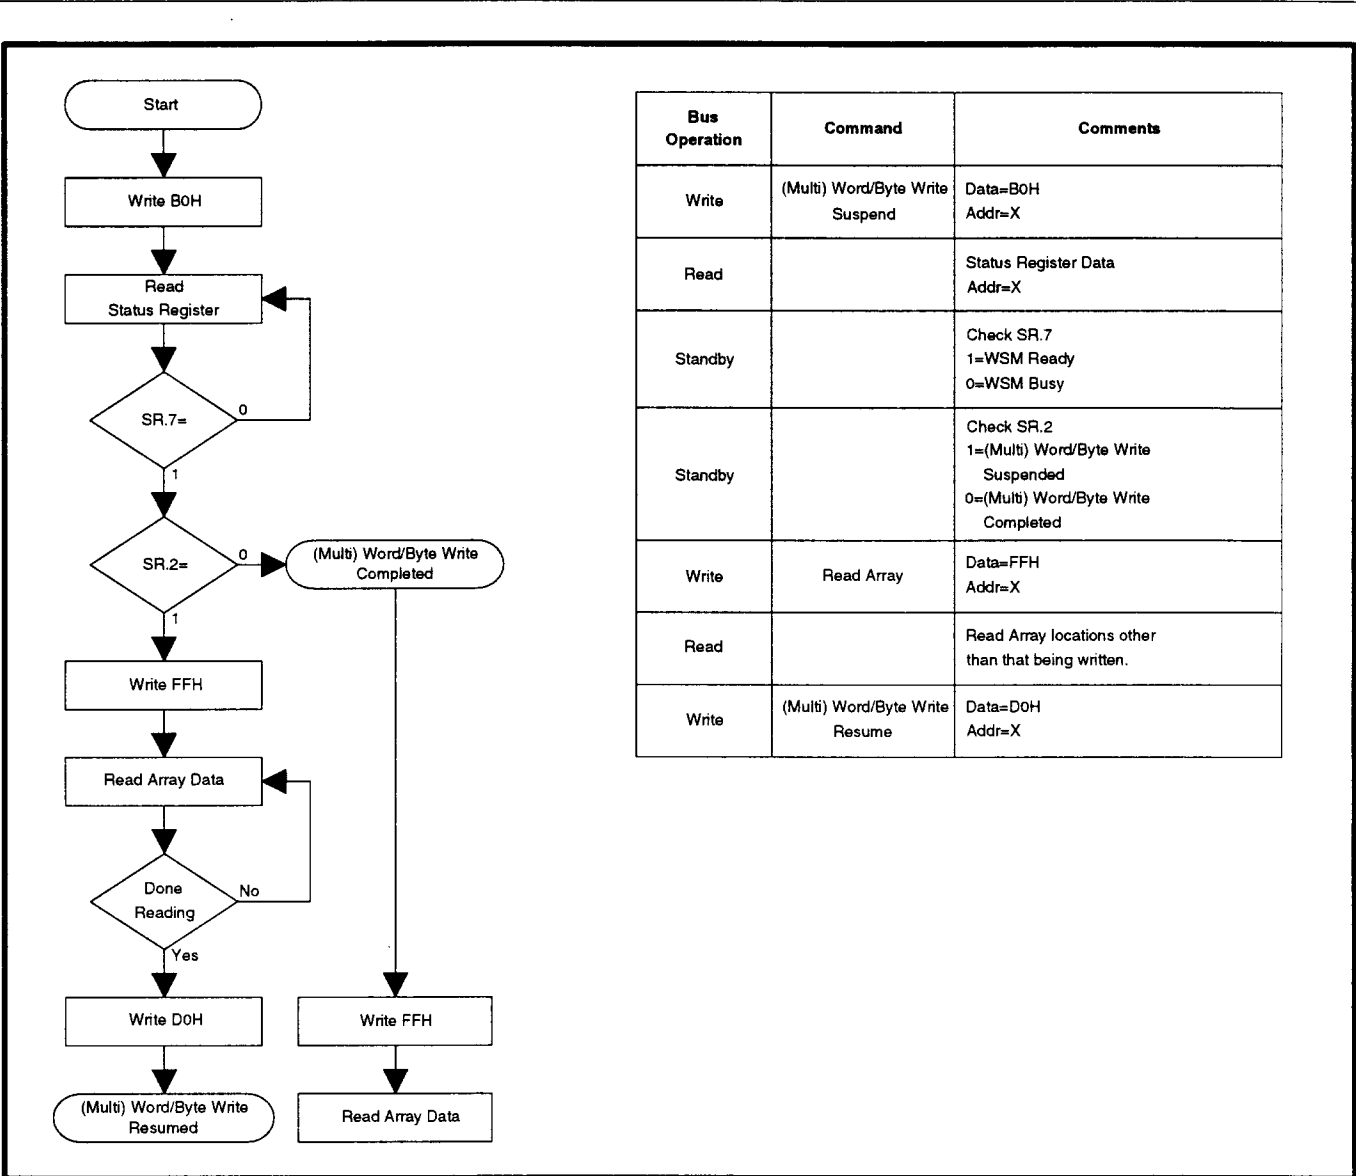 Start
Write B0H
Read
Status Register
SR.7=
0
1
SR.2=
0
(Multi) Word/Byte Write
Completed
1
Write FFH
Read Array Data
Done
Reading
No
Yes
Write D0H
Write FFH
(Multi) Word/Byte Write
Resumed
Read Array Data
Bus
Operation
Command
Comments
Write
(Multi) Word/Byte Write
Suspend
Data=B0H
Addr=X
Read
Status Register Data
Addr=X
Standby
Check SR.7
1=WSM Ready
0=WSM Busy
Standby
Check SR.2
1=(Multi) Word/Byte Write
Suspended
0=(Multi) Word/Byte Write
Completed
Write
Read Array
Data=FFH
Addr=X
Read
Read Array locations other
than that being written.
Write
(Multi) Word/Byte Write
Resume
Data=D0H
Addr=X